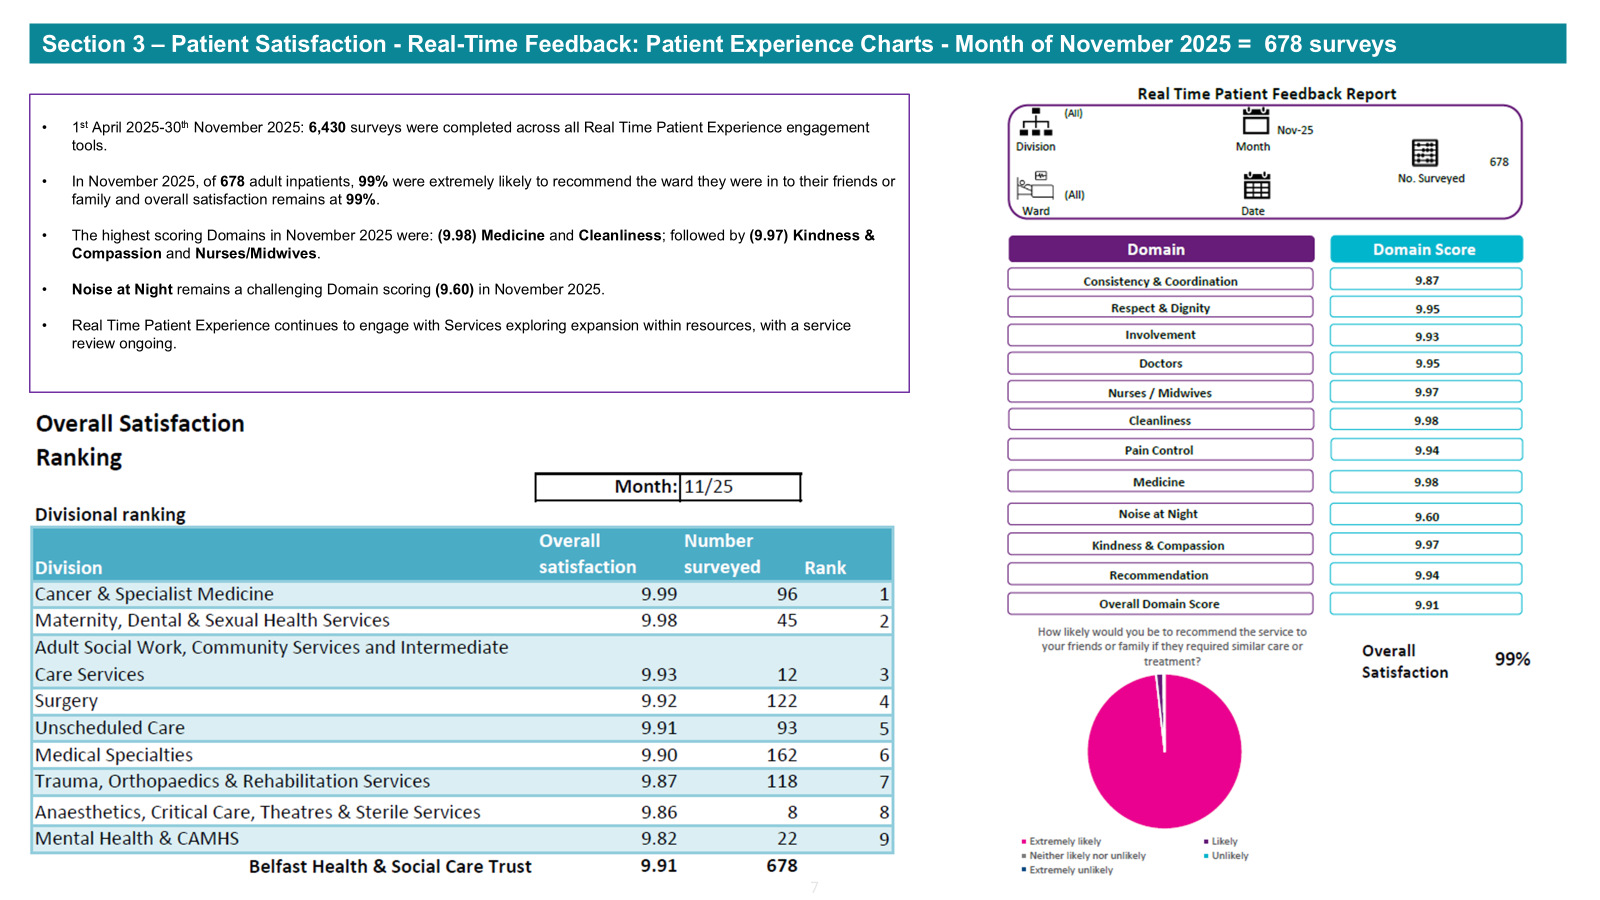 Section 3 – Patient Satisfaction - Real-Time Feedback: Patient Experience Charts - Month of November 2025 = 678 surveys
• 1st April 2025-30th November 2025: 6,430 surveys were completed across all Real Time Patient Experience engagement
tools.
• In November 2025, of 678 adult inpatients, 99% were extremely likely to recommend the ward they were in to their friends or
family and overall satisfaction remains at 99%.
• The highest scoring Domains in November 2025 were: (9.98) Medicine and Cleanliness; followed by (9.97) Kindness &
Compassion and Nurses/Midwives.
• Noise at Night remains a challenging Domain scoring (9.60) in November 2025.
• Real Time Patient Experience continues to engage with Services exploring expansion within resources, with a service
review ongoing.
Overall Satisfaction
Ranking
Month: 11/25
Divisional ranking
Division Overall satisfaction Number surveyed Rank
Cancer & Specialist Medicine 9.99 96 1
Maternity, Dental & Sexual Health Services 9.98 45 2
Adult Social Work, Community Services and Intermediate
Care Services 9.93 12 3
Surgery 9.92 122 4
Unscheduled Care 9.91 93 5
Medical Specialties 9.90 162 6
Trauma, Orthopaedics & Rehabilitation Services 9.87 118 7
Anaesthetics, Critical Care, Theatres & Sterile Services 9.86 8 8
Mental Health & CAMHS 9.82 22 9
Belfast Health & Social Care Trust 9.91 678
7
Real Time Patient Feedback Report
(All)
Division
Nov-25
Month
678
No. Surveyed
(All)
Ward
Date
Domain Domain Score
Consistency & Coordination 9.87
Respect & Dignity 9.95
Involvement 9.93
Doctors 9.95
Nurses / Midwives 9.97
Cleanliness 9.98
Pain Control 9.94
Medicine 9.98
Noise at Night 9.60
Kindness & Compassion 9.97
Recommendation 9.94
Overall Domain Score 9.91
How likely would you be to recommend the service to
your friends or family if they required similar care or
treatment?
Overall
Satisfaction 99%
Extremely likely Likely
Neither likely nor unlikely Unlikely
Extremely unlikely